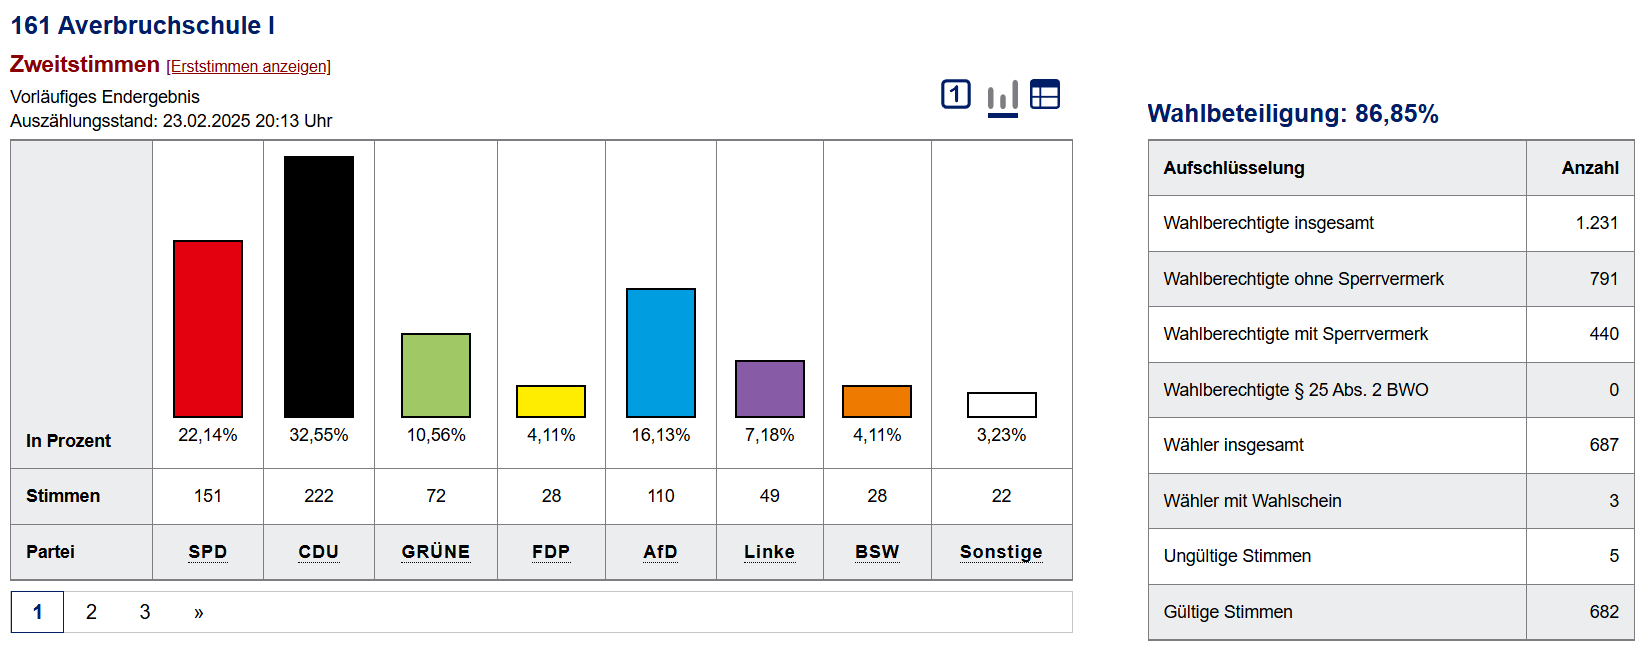 161 Averbruchschule I
Zweitstimmen [Erststimmen anzeigen]
Vorläufiges Endergebnis
Auszählungsstand: 23.02.2025 20:13 Uhr
1
In Prozent 22,14% 32,55% 10,56% 4,11% 16,13% 7,18% 4,11% 3,23%
Stimmen 151 222 72 28 110 49 28 22
Partei SPD CDU GRÜNE FDP AfD Linke BSW Sonstige
1 2 3 »
Wahlbeteiligung: 86,85%
Aufschlüsselung Anzahl
Wahlberechtigte insgesamt 1.231
Wahlberechtigte ohne Sperrvermerk 791
Wahlberechtigte mit Sperrvermerk 440
Wahlberechtigte § 25 Abs. 2 BWO 0
Wähler insgesamt 687
Wähler mit Wahlschein 3
Ungültige Stimmen 5
Gültige Stimmen 682